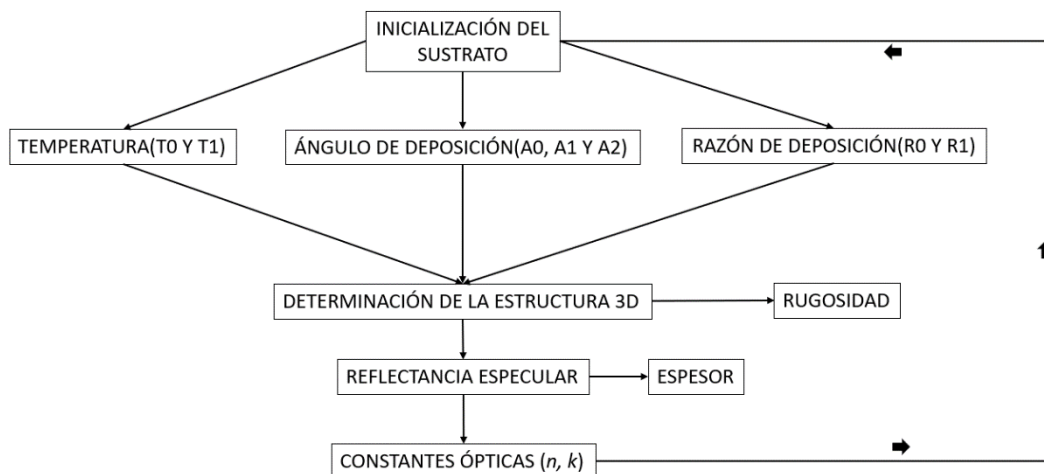 INICIALIZACIÓN DEL
SUSTRATO
TEMPERATURA(T0 Y T1)
ÁNGULO DE DEPOSICIÓN(A0, A1 Y A2)
RAZÓN DE DEPOSICIÓN(R0 Y R1)
DETERMINACIÓN DE LA ESTRUCTURA 3D
RUGOSIDAD
REFLECTANCIA ESPECULAR
ESPESOR
CONSTANTES ÓPTICAS (n, k)